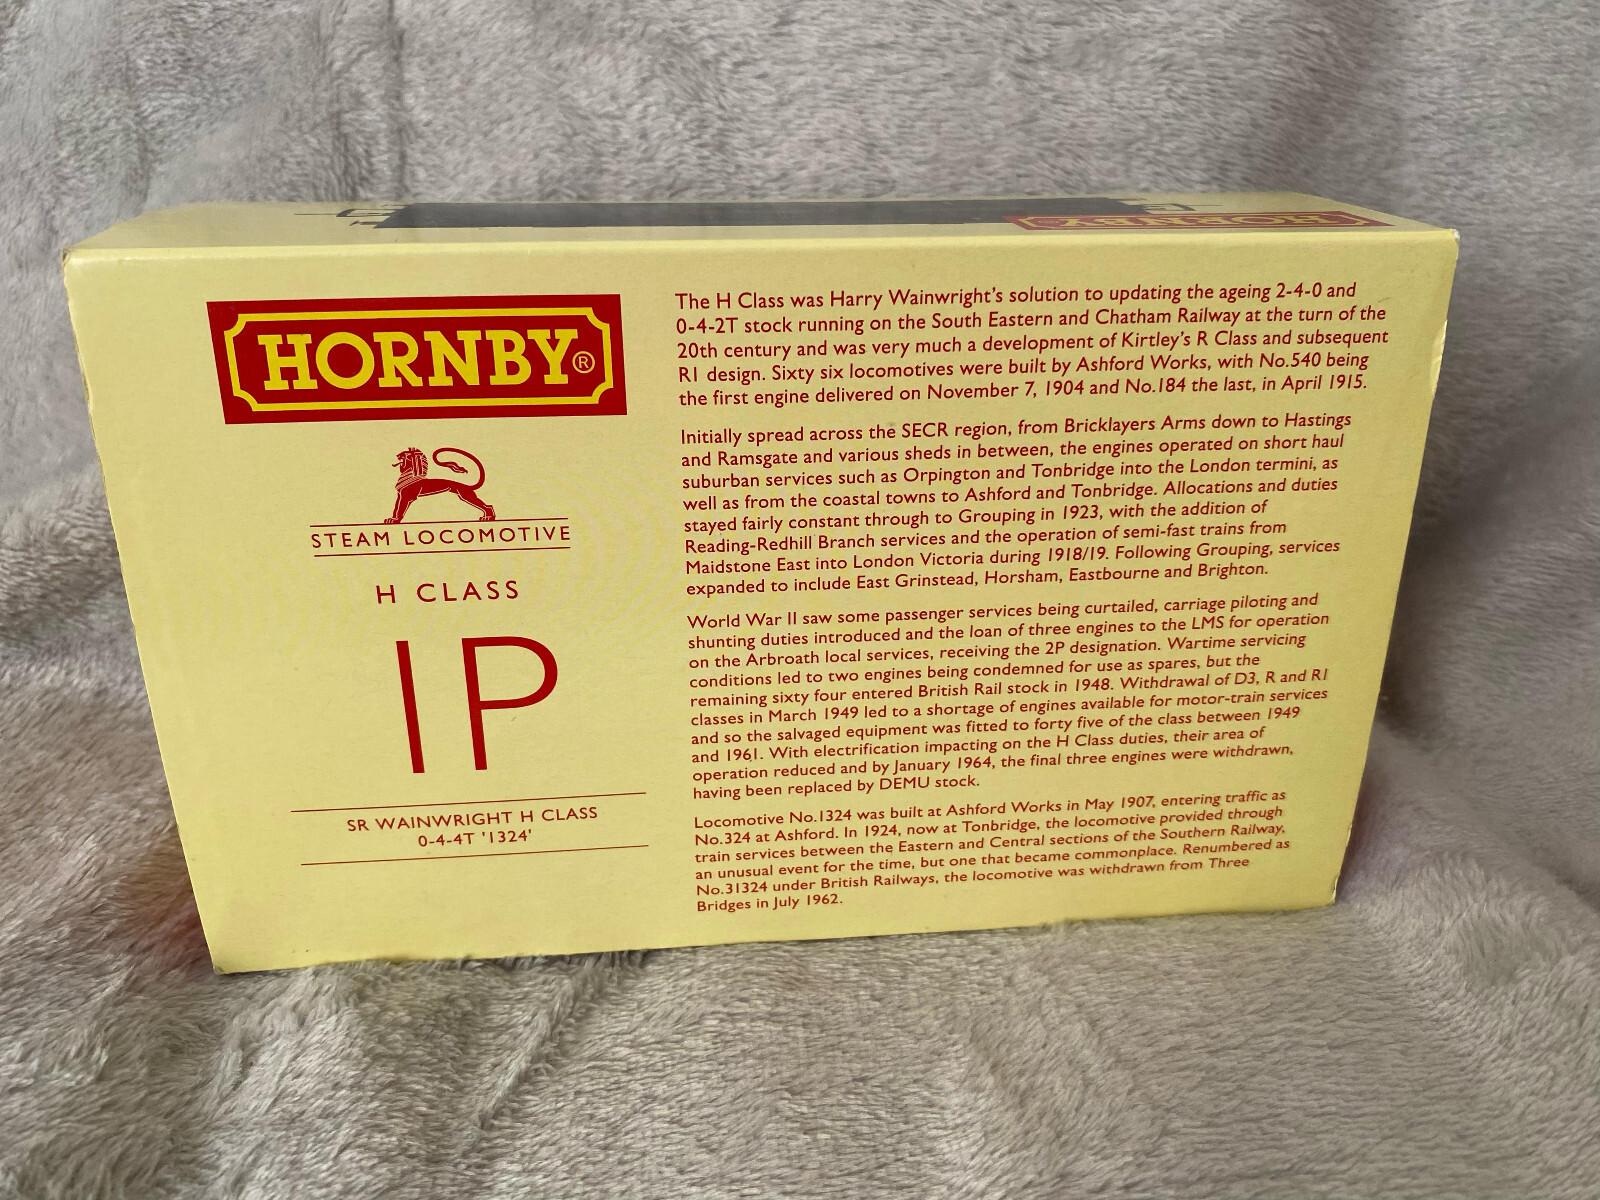 HORNBY
HORNBY®
STEAM LOCOMOTIVE
H CLASS
1P
SR WAINWRIGHT H CLASS
0-4-4T '1324'
The H Class was Harry Wainwright's solution to updating the ageing 2-4-0 and
0-4-2T stock running on the South Eastern and Chatham Railway at the turn of the
20th century and was very much a development of Kirtley's R Class and subsequent
R1 design. Sixty six locomotives were built by Ashford Works, with No.540 being
the first engine delivered on November 7, 1904 and No.184 the last, in April 1915.
Initially spread across the SECR region, from Bricklayers Arms down to Hastings
and Ramsgate and various sheds in between, the engines operated on short haul
suburban services such as Orpington and Tonbridge into the London termini, as
well as from the coastal towns to Ashford and Tonbridge. Allocations and duties
stayed fairly constant through to Grouping in 1923, with the addition of
Reading-Redhill Branch services and the operation of semi-fast trains from
Maidstone East into London Victoria during 1918/19. Following Grouping, services
expanded to include East Grinstead, Horsham, Eastbourne and Brighton.
World War II saw some passenger services being curtailed, carriage piloting and
shunting duties introduced and the loan of three engines to the LMS for operation
on the Arbroath local services, receiving the 2P designation. Wartime servicing
conditions led to two engines being condemned for use as spares, but the
remaining sixty four entered British Rail stock in 1948. Withdrawal of D3, R and R1
classes in March 1949 led to a shortage of engines available for motor-train services
and so the salvaged equipment was fitted to forty five of the class between 1949
and 1961. With electrification impacting on the H Class duties, their area of
operation reduced and by January 1964, the final three engines were withdrawn,
having been replaced by DEMU stock.
Locomotive No.1324 was built at Ashford Works in May 1907, entering traffic as
No.324 at Ashford. In 1924, now at Tonbridge, the locomotive provided through
train services between the Eastern and Central sections of the Southern Railway,
an unusual event for the time, but one that became commonplace. Renumbered as
No.31324 under British Railways, the locomotive was withdrawn from Three
Bridges in July 1962.